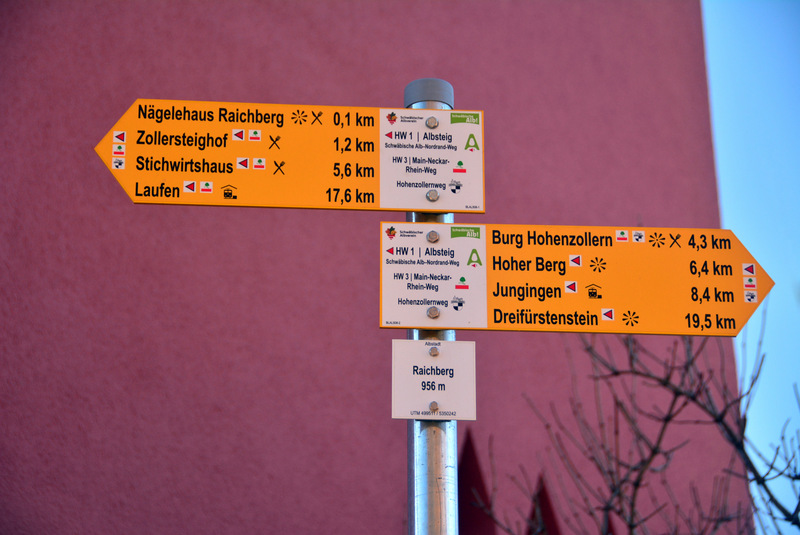 Nägelehaus Raichberg 0,1 km
Zollersteighof 1,2 km
Stichwirtshaus 5,6 km
Laufen 17,6 km
Schwäbischer Albverein
Schwäbische Alb!
HW 1 | Albsteig
Schwäbische Alb-Nordrand-Weg
HW 3 | Main-Neckar-
Rhein-Weg
Hohenzollernweg
Schwäbischer Albverein
Schwäbische Alb!
HW 1 | Albsteig
Schwäbische Alb-Nordrand-Weg
HW 3 | Main-Neckar-
Rhein-Weg
Hohenzollernweg
Burg Hohenzollern 4,3 km
Hoher Berg 6,4 km
Jungingen 8,4 km
Dreifürstenstein 19,5 km
Albstadt
Raichberg
956 m